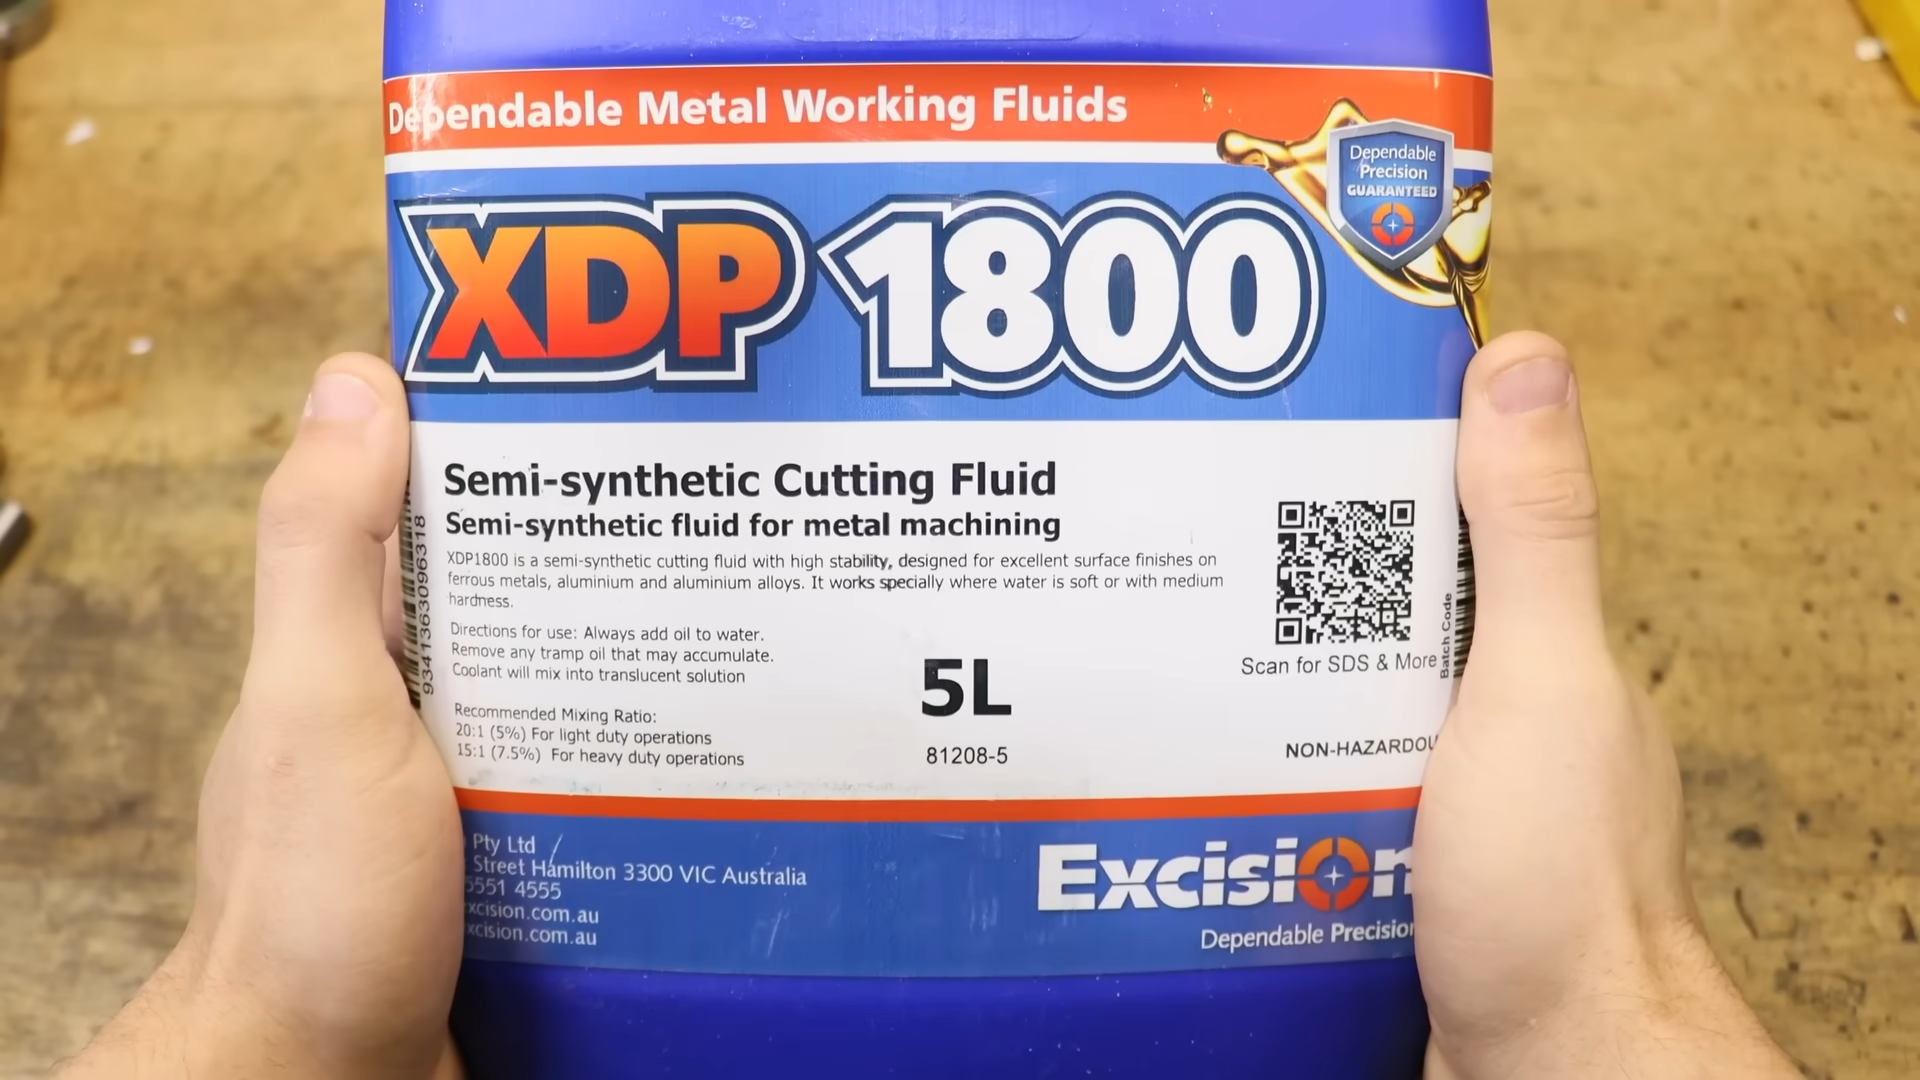 Dependable Metal Working Fluids
Dependable
Precision
GUARANTEED
XDP 1800
Semi-synthetic Cutting Fluid
Semi-synthetic fluid for metal machining
XDP1800 is a semi-synthetic cutting fluid with high stability, designed for excellent surface finishes on
ferrous metals, aluminium and aluminium alloys. It works specially where water is soft or with medium
hardness.
Directions for use: Always add oil to water.
Remove any tramp oil that may accumulate.
Coolant will mix into translucent solution
Recommended Mixing Ratio:
20:1 (5%) For light duty operations
15:1 (7.5%) For heavy duty operations
5L
81208-5
Scan for SDS & More
Batch Code
NON-HAZARDOU
9341363096318
Pty Ltd
Street Hamilton 3300 VIC Australia
5551 4555
xcision.com.au
xcision.com.au
Excision
Dependable Precision